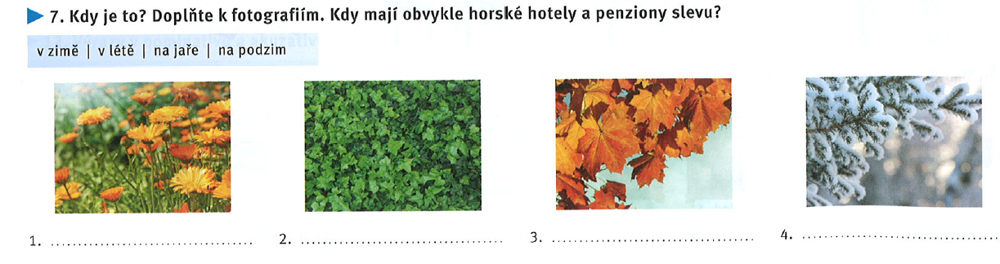 7. Kdy je to? Doplňte k fotografiím. Kdy mají obvykle horské hotely a penziony slevu?
v zimě | v létě | na jaře | na podzim
1. ........................................ 2. ........................................ 3. ........................................ 4. ........................................